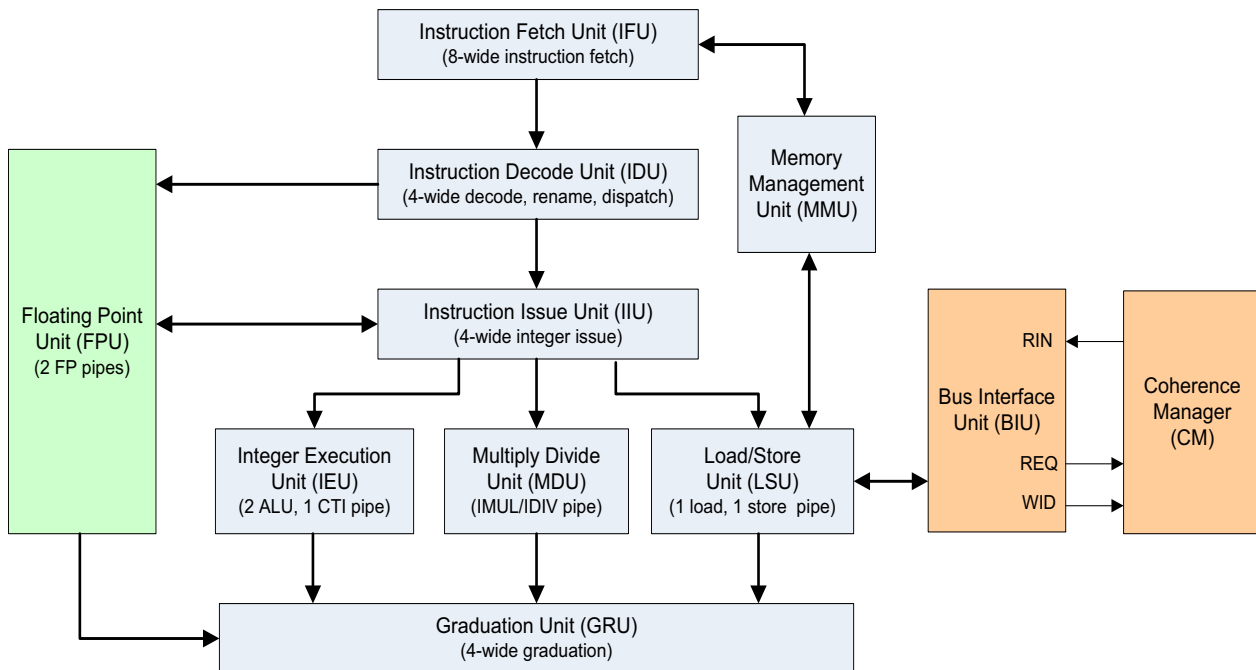 Instruction Fetch Unit (IFU)
(8-wide instruction fetch)
Instruction Decode Unit (IDU)
(4-wide decode, rename, dispatch)
Memory
Management
Unit (MMU)
Floating Point
Unit (FPU)
(2 FP pipes)
Instruction Issue Unit (IIU)
(4-wide integer issue)
RIN
Bus Interface
Unit (BIU)
REQ
WID
Coherence
Manager
(CM)
Integer Execution
Unit (IEU)
(2 ALU, 1 CTI pipe)
Multiply Divide
Unit (MDU)
(IMUL/IDIV pipe)
Load/Store
Unit (LSU)
(1 load, 1 store pipe)
Graduation Unit (GRU)
(4-wide graduation)